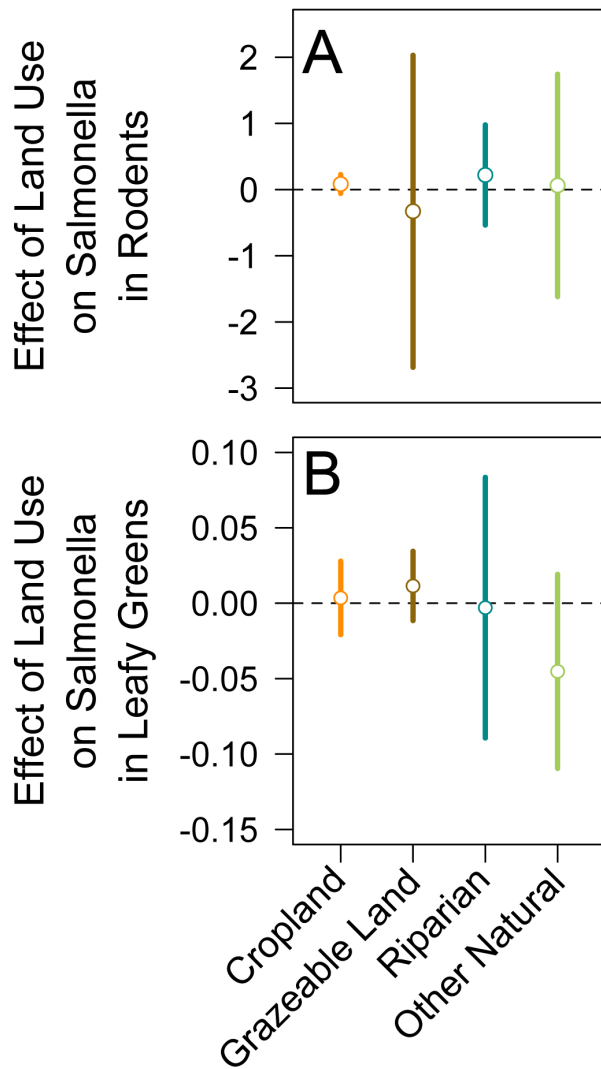 Effect of Land Use
on Salmonella
in Rodents
A
2
1
0
-1
-2
-3
Effect of Land Use
on Salmonella
in Leafy Greens
B
0.10
0.05
0.00
-0.05
-0.10
-0.15
Cropland
Grazeable Land
Riparian
Other Natural